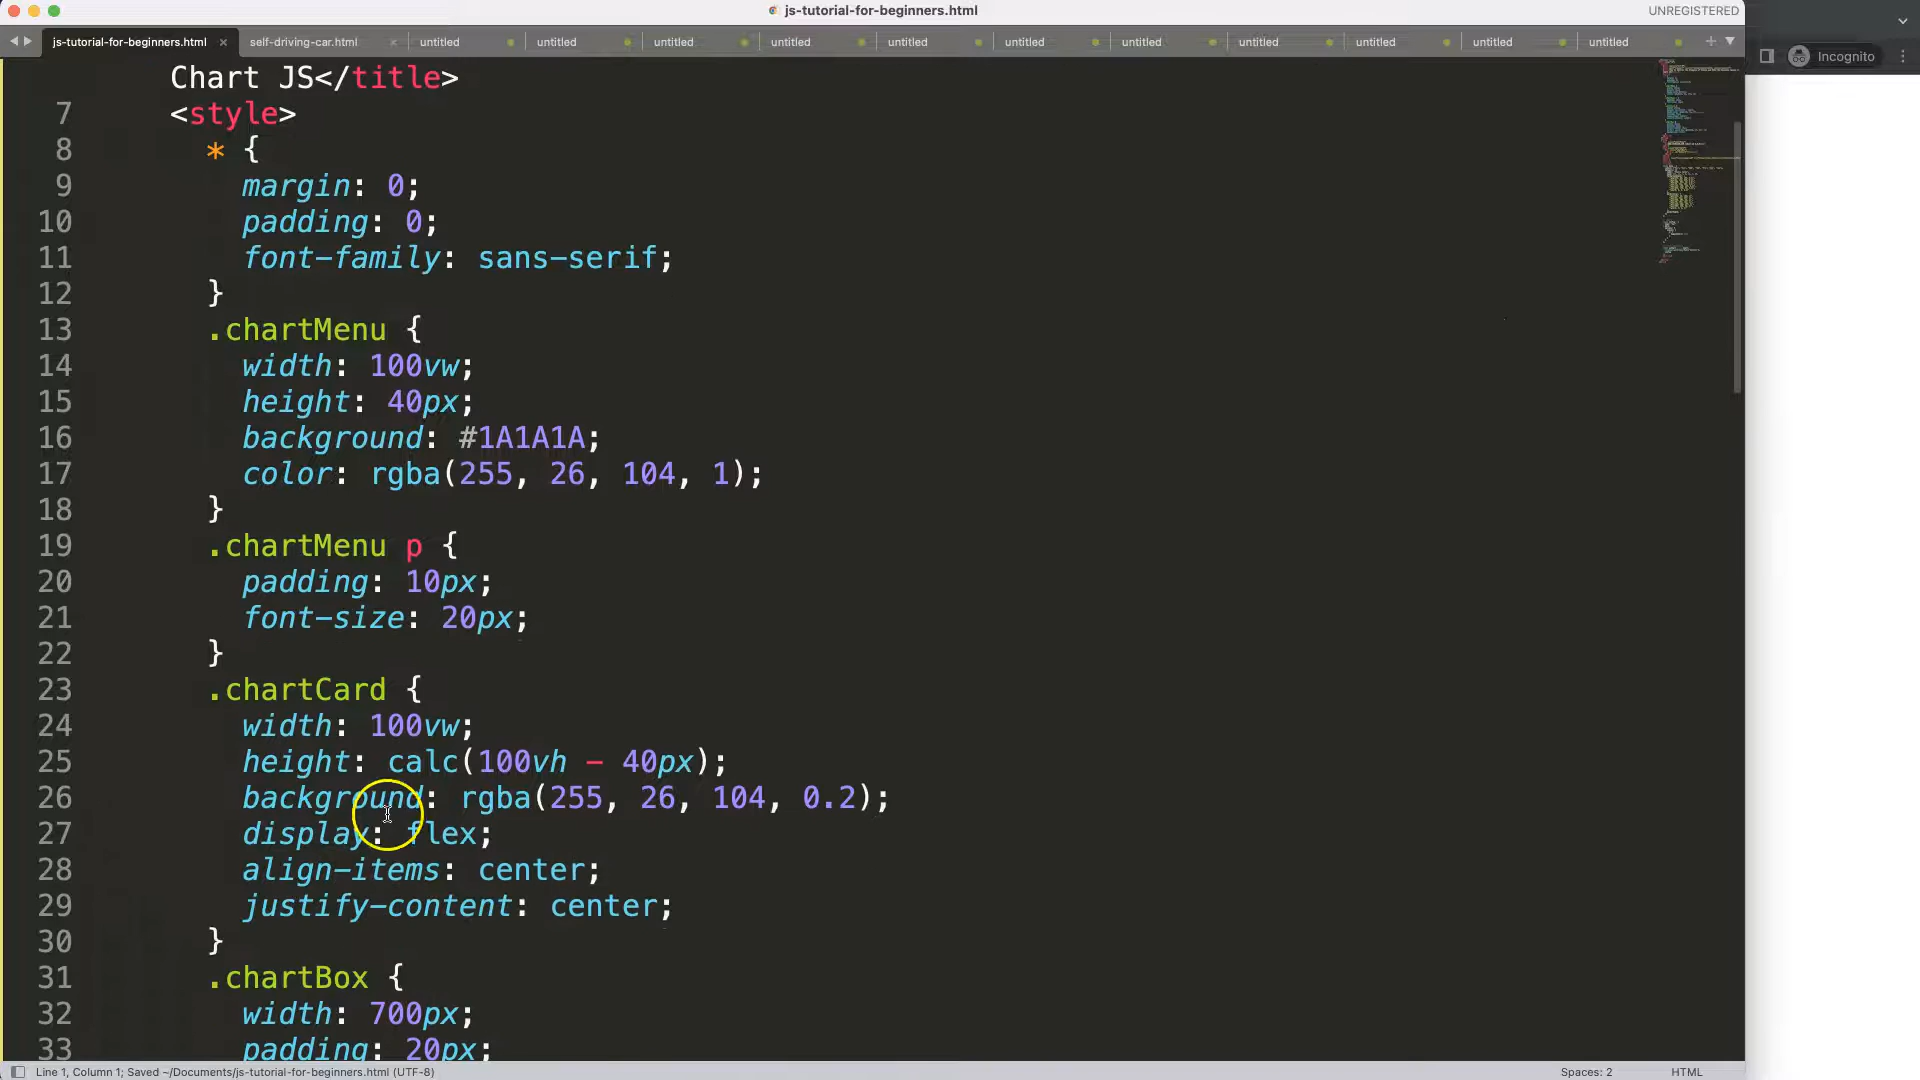 js-tutorial-for-beginners.html
UNREGISTERED
js-tutorial-for-beginners.html × self-driving-car.html × untitled untitled untitled untitled untitled untitled untitled untitled untitled untitled untitled +
Incognito
Chart JS</title>
7 <style>
8 * {
9 margin: 0;
10 padding: 0;
11 font-family: sans-serif;
12 }
13 .chartMenu {
14 width: 100vw;
15 height: 40px;
16 background: #1A1A1A;
17 color: rgba(255, 26, 104, 1);
18 }
19 .chartMenu p {
20 padding: 10px;
21 font-size: 20px;
22 }
23 .chartCard {
24 width: 100vw;
25 height: calc(100vh - 40px);
26 background: rgba(255, 26, 104, 0.2);
27 display: flex;
28 align-items: center;
29 justify-content: center;
30 }
31 .chartBox {
32 width: 700px;
33 padding: 20px;
Line 1, Column 1; Saved ~/Documents/js-tutorial-for-beginners.html (UTF-8)
Spaces: 2
HTML